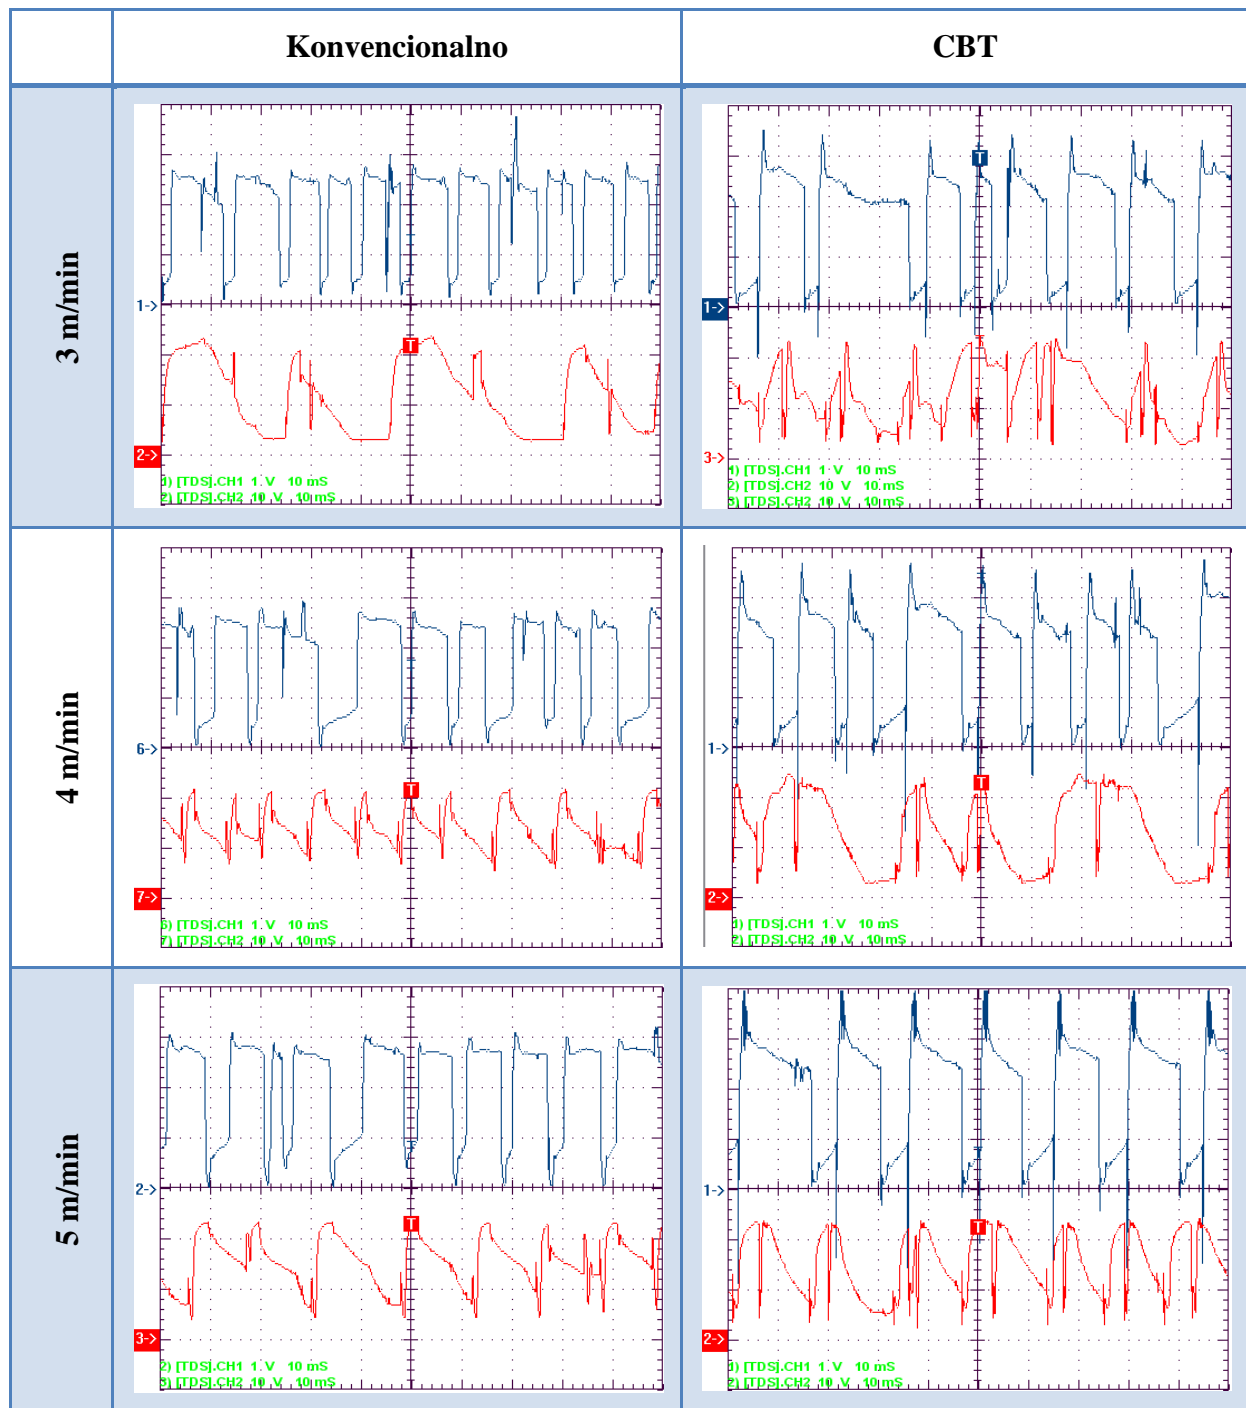 Konvencionalno
CBT
3 m/min
T
1->
T
2->
1) [TDS].CH1 1. V 10 mS
2) [TDS].CH2 10 V 10 mS
T
1->
3->
1) [TDS].CH1 1. V 10 mS
2) [TDS].CH2 10 V 10 mS
3) [TDS].CH2 10 V 10 mS
4 m/min
6->
T
7->
6) [TDS].CH1 1. V 10 mS
7) [TDS].CH2 10 V 10 mS
1->
T
2->
1) [TDS].CH1 1. V 10 mS
2) [TDS].CH2 10 V 10 mS
5 m/min
2->
T
3->
2) [TDS].CH1 1. V 10 mS
3) [TDS].CH2 10 V 10 mS
1->
T
2->
1) [TDS].CH1 1. V 10 mS
2) [TDS].CH2 10 V 10 mS